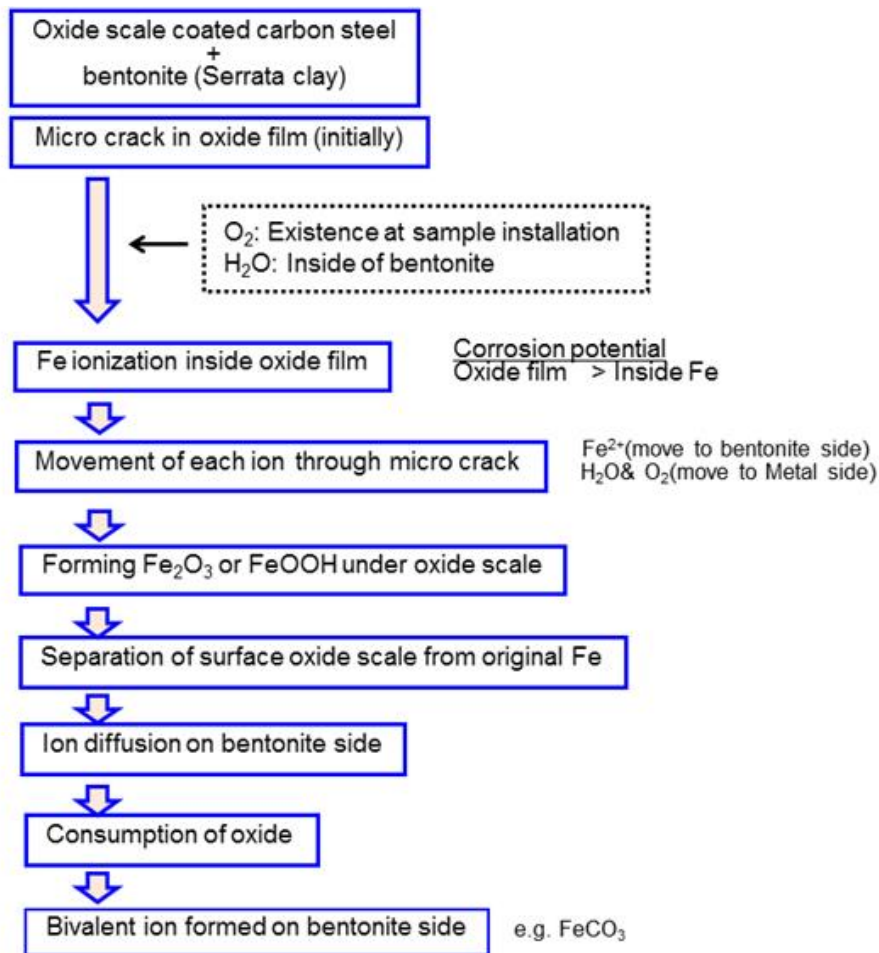 Oxide scale coated carbon steel
+
bentonite (Serrata clay)
Micro crack in oxide film (initially)
O₂: Existence at sample installation
H₂O: Inside of bentonite
Fe ionization inside oxide film
Corrosion potential
Oxide film > Inside Fe
Movement of each ion through micro crack
Fe²⁺(move to bentonite side)
H₂O& O₂(move to Metal side)
Forming Fe₂O₃ or FeOOH under oxide scale
Separation of surface oxide scale from original Fe
Ion diffusion on bentonite side
Consumption of oxide
Bivalent ion formed on bentonite side
e.g. FeCO₃